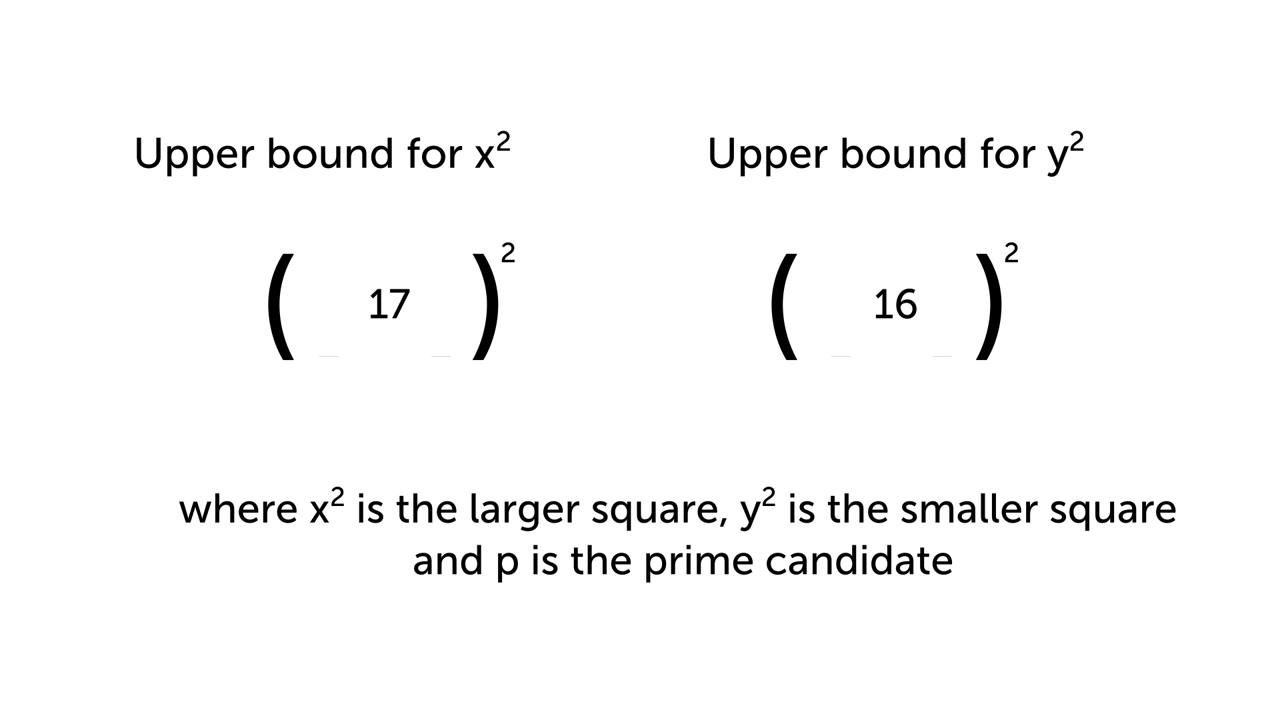 Upper bound for x²
Upper bound for y²
( 17 )²
( 16 )²
where x² is the larger square, y² is the smaller square
and p is the prime candidate